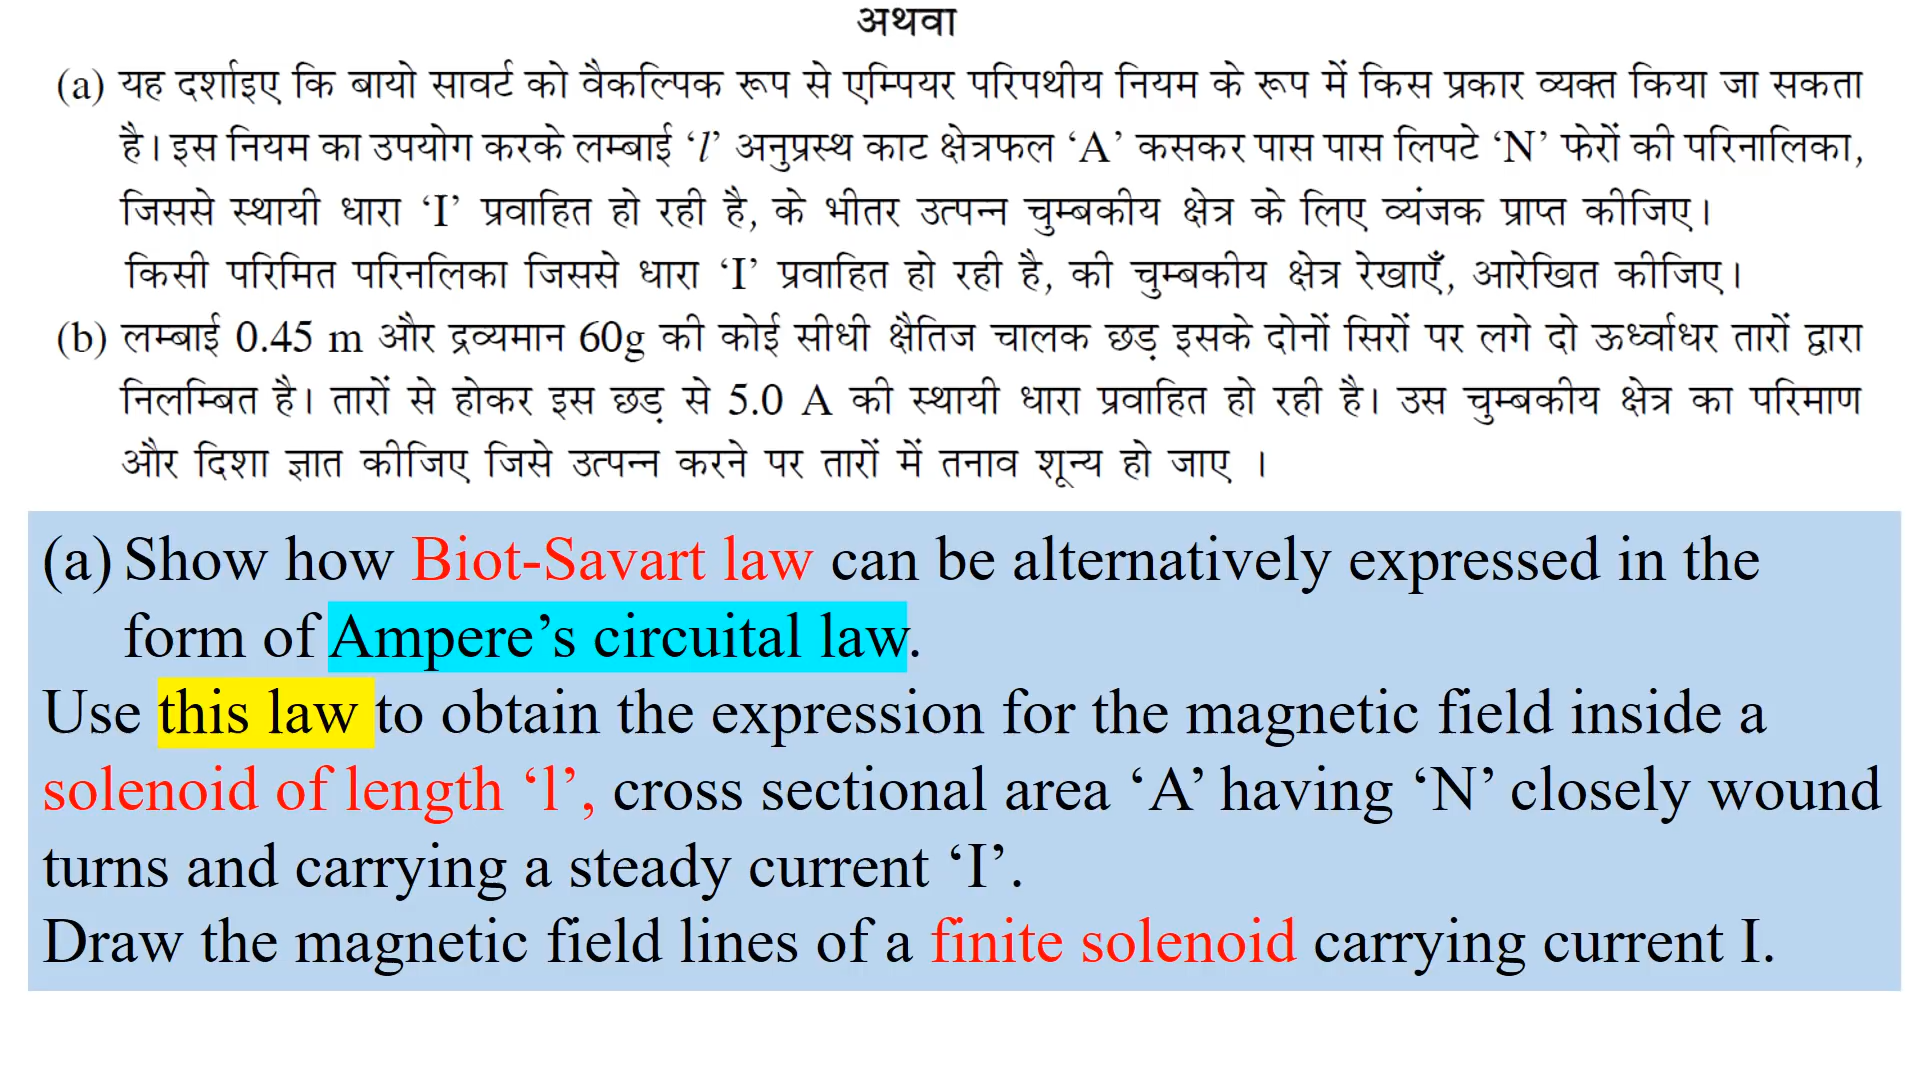 अथवा
(a) यह दर्शाइए कि बायो सावर्ट को वैकल्पिक रूप से एम्पियर परिपथीय नियम के रूप में किस प्रकार व्यक्त किया जा सकता
है। इस नियम का उपयोग करके लम्बाई ‘l’ अनुप्रस्थ काट क्षेत्रफल ‘A’ कसकर पास पास लिपटे ‘N’ फेरों की परिनालिका,
जिससे स्थायी धारा ‘I’ प्रवाहित हो रही है, के भीतर उत्पन्न चुम्बकीय क्षेत्र के लिए व्यंजक प्राप्त कीजिए।
किसी परिमित परिनलिका जिससे धारा ‘I’ प्रवाहित हो रही है, की चुम्बकीय क्षेत्र रेखाएँ, आरेखित कीजिए।
(b) लम्बाई 0.45 m और द्रव्यमान 60g की कोई सीधी क्षैतिज चालक छड़ इसके दोनों सिरों पर लगे दो ऊर्ध्वाधर तारों द्वारा
निलम्बित है। तारों से होकर इस छड़ से 5.0 A की स्थायी धारा प्रवाहित हो रही है। उस चुम्बकीय क्षेत्र का परिमाण
और दिशा ज्ञात कीजिए जिसे उत्पन्न करने पर तारों में तनाव शून्य हो जाए ।
(a) Show how Biot-Savart law can be alternatively expressed in the
form of Ampere’s circuital law.
Use this law to obtain the expression for the magnetic field inside a
solenoid of length ‘l’, cross sectional area ‘A’ having ‘N’ closely wound
turns and carrying a steady current ‘I’.
Draw the magnetic field lines of a finite solenoid carrying current I.